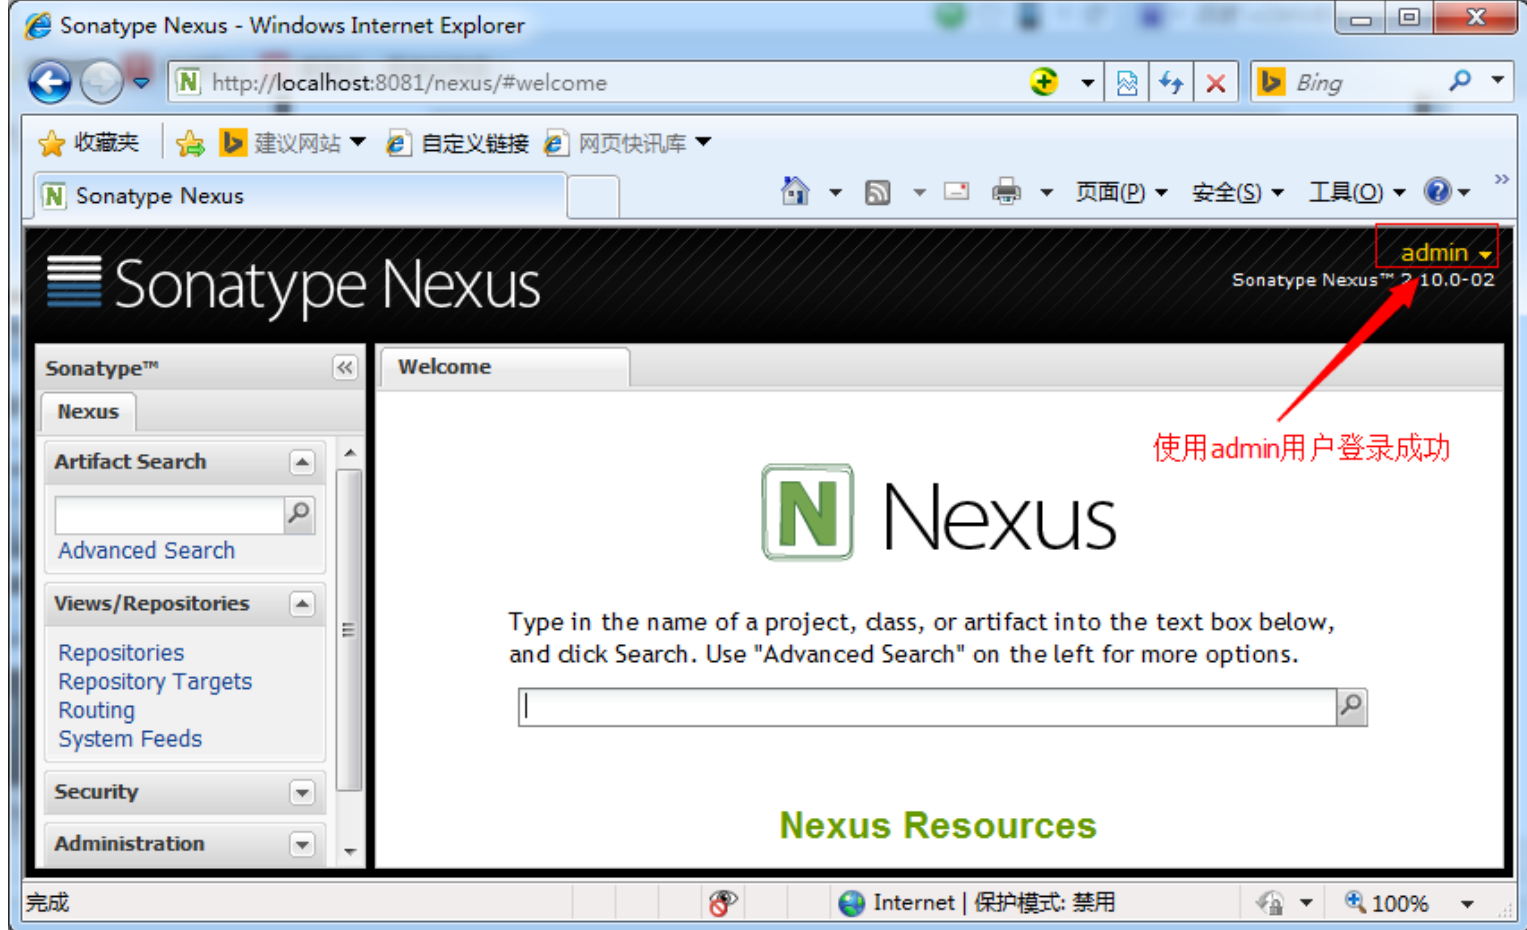 Sonatype Nexus - Windows Internet Explorer
http://localhost:8081/nexus/#welcome
Bing
收藏夹 建议网站 自定义链接 网页快讯库
Sonatype Nexus
页面(P) 安全(S) 工具(O)
admin
Sonatype Nexus
Sonatype Nexus™ 2.10.0-02
Sonatype™
Welcome
Nexus
Artifact Search
使用admin用户登录成功
Nexus
Advanced Search
Views/Repositories
Type in the name of a project, class, or artifact into the text box below,
and click Search. Use "Advanced Search" on the left for more options.
Repositories
Repository Targets
Routing
System Feeds
Security
Nexus Resources
Administration
完成
Internet | 保护模式: 禁用
100%